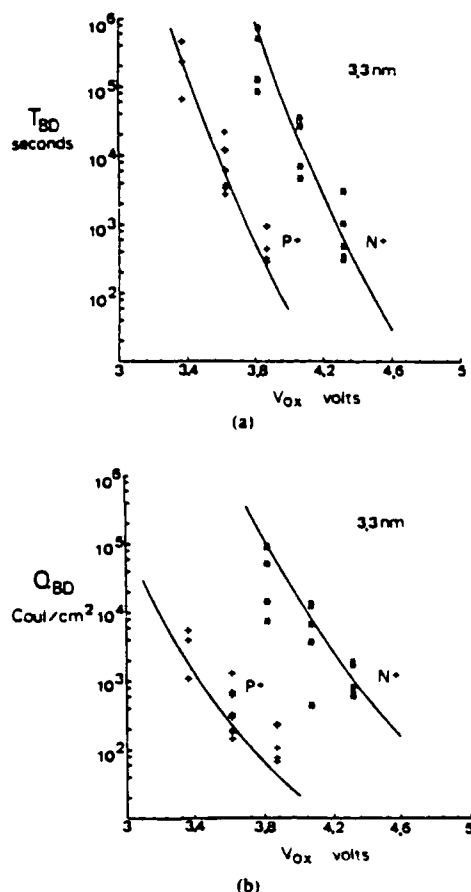 10⁶
3,3nm
10⁵
T_BD
seconds
10⁴
10³
P+
N+
10²
3
3,4
3,8
4,2
4,6
5
V_Ox volts
(a)
10⁶
3,3nm
10⁵
Q_BD
Coul/cm²
10⁴
10³
P+
N+
10²
3
3,4
3,8
4,2
4,6
5
V_Ox volts
(b)